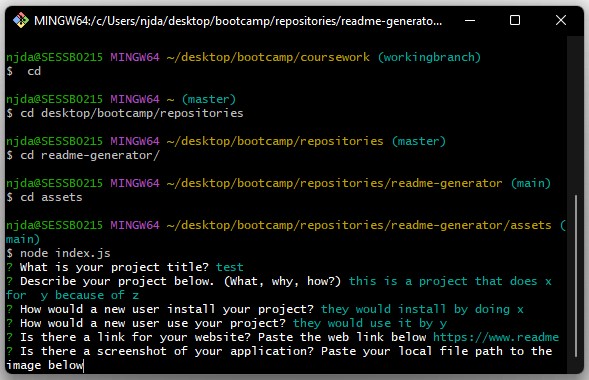 MINGW64:/c/Users/njda/desktop/bootcamp/repositories/readme-generato...
njda@SESSBO215 MINGW64 ~/desktop/bootcamp/coursework (workingbranch)
$  cd
njda@SESSBO215 MINGW64 ~ (master)
$ cd desktop/bootcamp/repositories
njda@SESSBO215 MINGW64 ~/desktop/bootcamp/repositories (master)
$ cd readme-generator/
njda@SESSBO215 MINGW64 ~/desktop/bootcamp/repositories/readme-generator (main)
$ cd assets
njda@SESSBO215 MINGW64 ~/desktop/bootcamp/repositories/readme-generator/assets (
main)
$ node index.js
? What is your project title? test
? Describe your project below. (What, why, how?) this is a project that does x
for  y because of z
? How would a new user install your project? they would install by doing x
? How would a new user use your project? they would use it by y
? Is there a link for your website? Paste the web link below https://www.readme
? Is there a screenshot of your application? Paste your local file path to the
image below